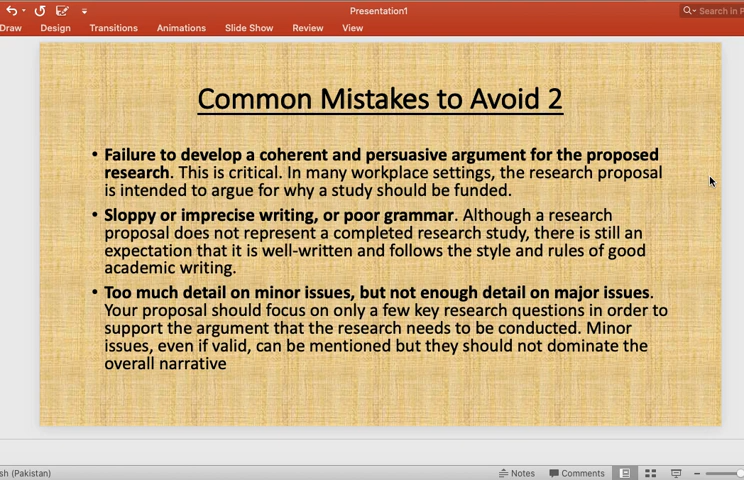 Presentation1
Search in P
Draw Design Transitions Animations Slide Show Review View
Common Mistakes to Avoid 2
• Failure to develop a coherent and persuasive argument for the proposed
research. This is critical. In many workplace settings, the research proposal
is intended to argue for why a study should be funded.
• Sloppy or imprecise writing, or poor grammar. Although a research
proposal does not represent a completed research study, there is still an
expectation that it is well-written and follows the style and rules of good
academic writing.
• Too much detail on minor issues, but not enough detail on major issues.
Your proposal should focus on only a few key research questions in order to
support the argument that the research needs to be conducted. Minor
issues, even if valid, can be mentioned but they should not dominate the
overall narrative
sh (Pakistan) Notes Comments